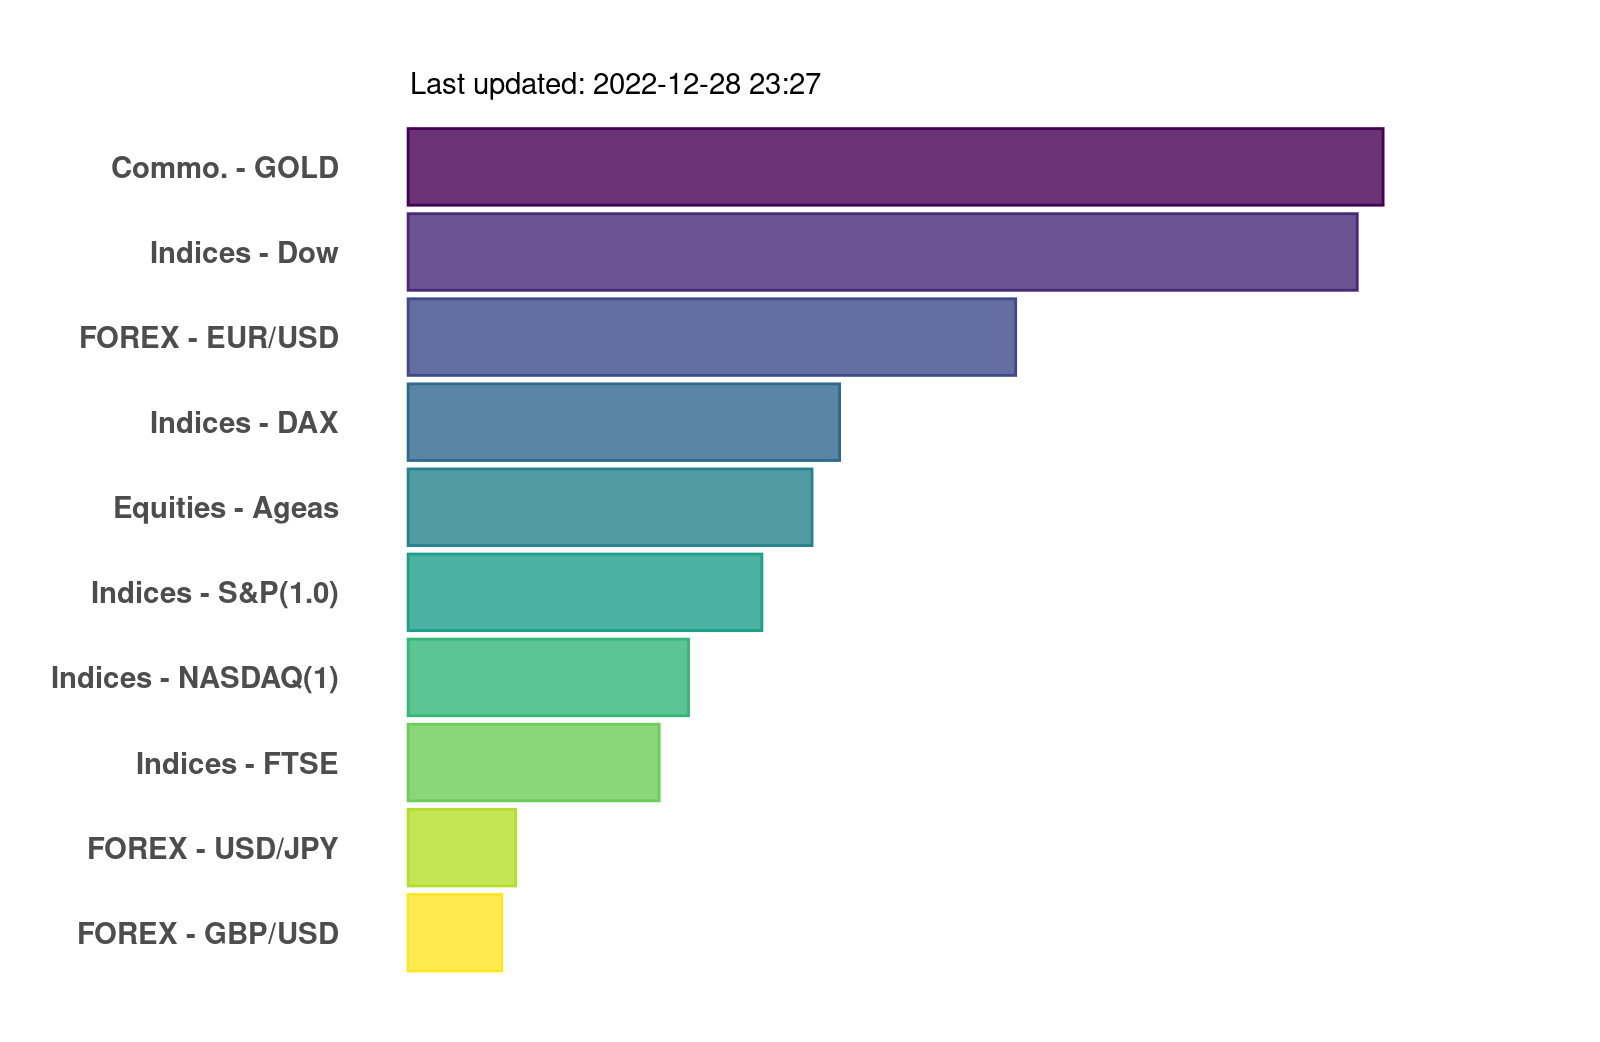 Last updated: 2022-12-28 23:27
Commo. - GOLD
Indices - Dow
FOREX - EUR/USD
Indices - DAX
Equities - Ageas
Indices - S&P(1.0)
Indices - NASDAQ(1)
Indices - FTSE
FOREX - USD/JPY
FOREX - GBP/USD